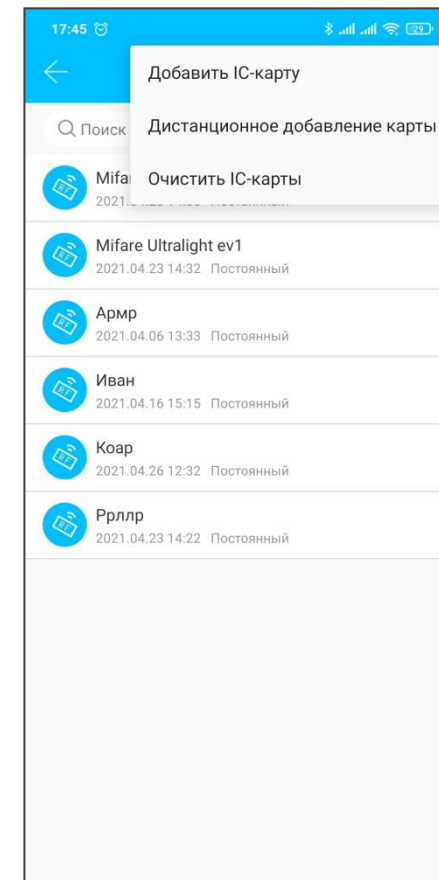 17:45
29
Добавить IC-карту
Поиск
Дистанционное добавление карты
Очистить IC-карты
2021.
Mifare Ultralight ev1
2021.04.23 14:32 Постоянный
Армр
2021.04.06 13:33 Постоянный
Иван
2021.04.16 15:15 Постоянный
Коар
2021.04.26 12:32 Постоянный
Ррллр
2021.04.23 14:22 Постоянный